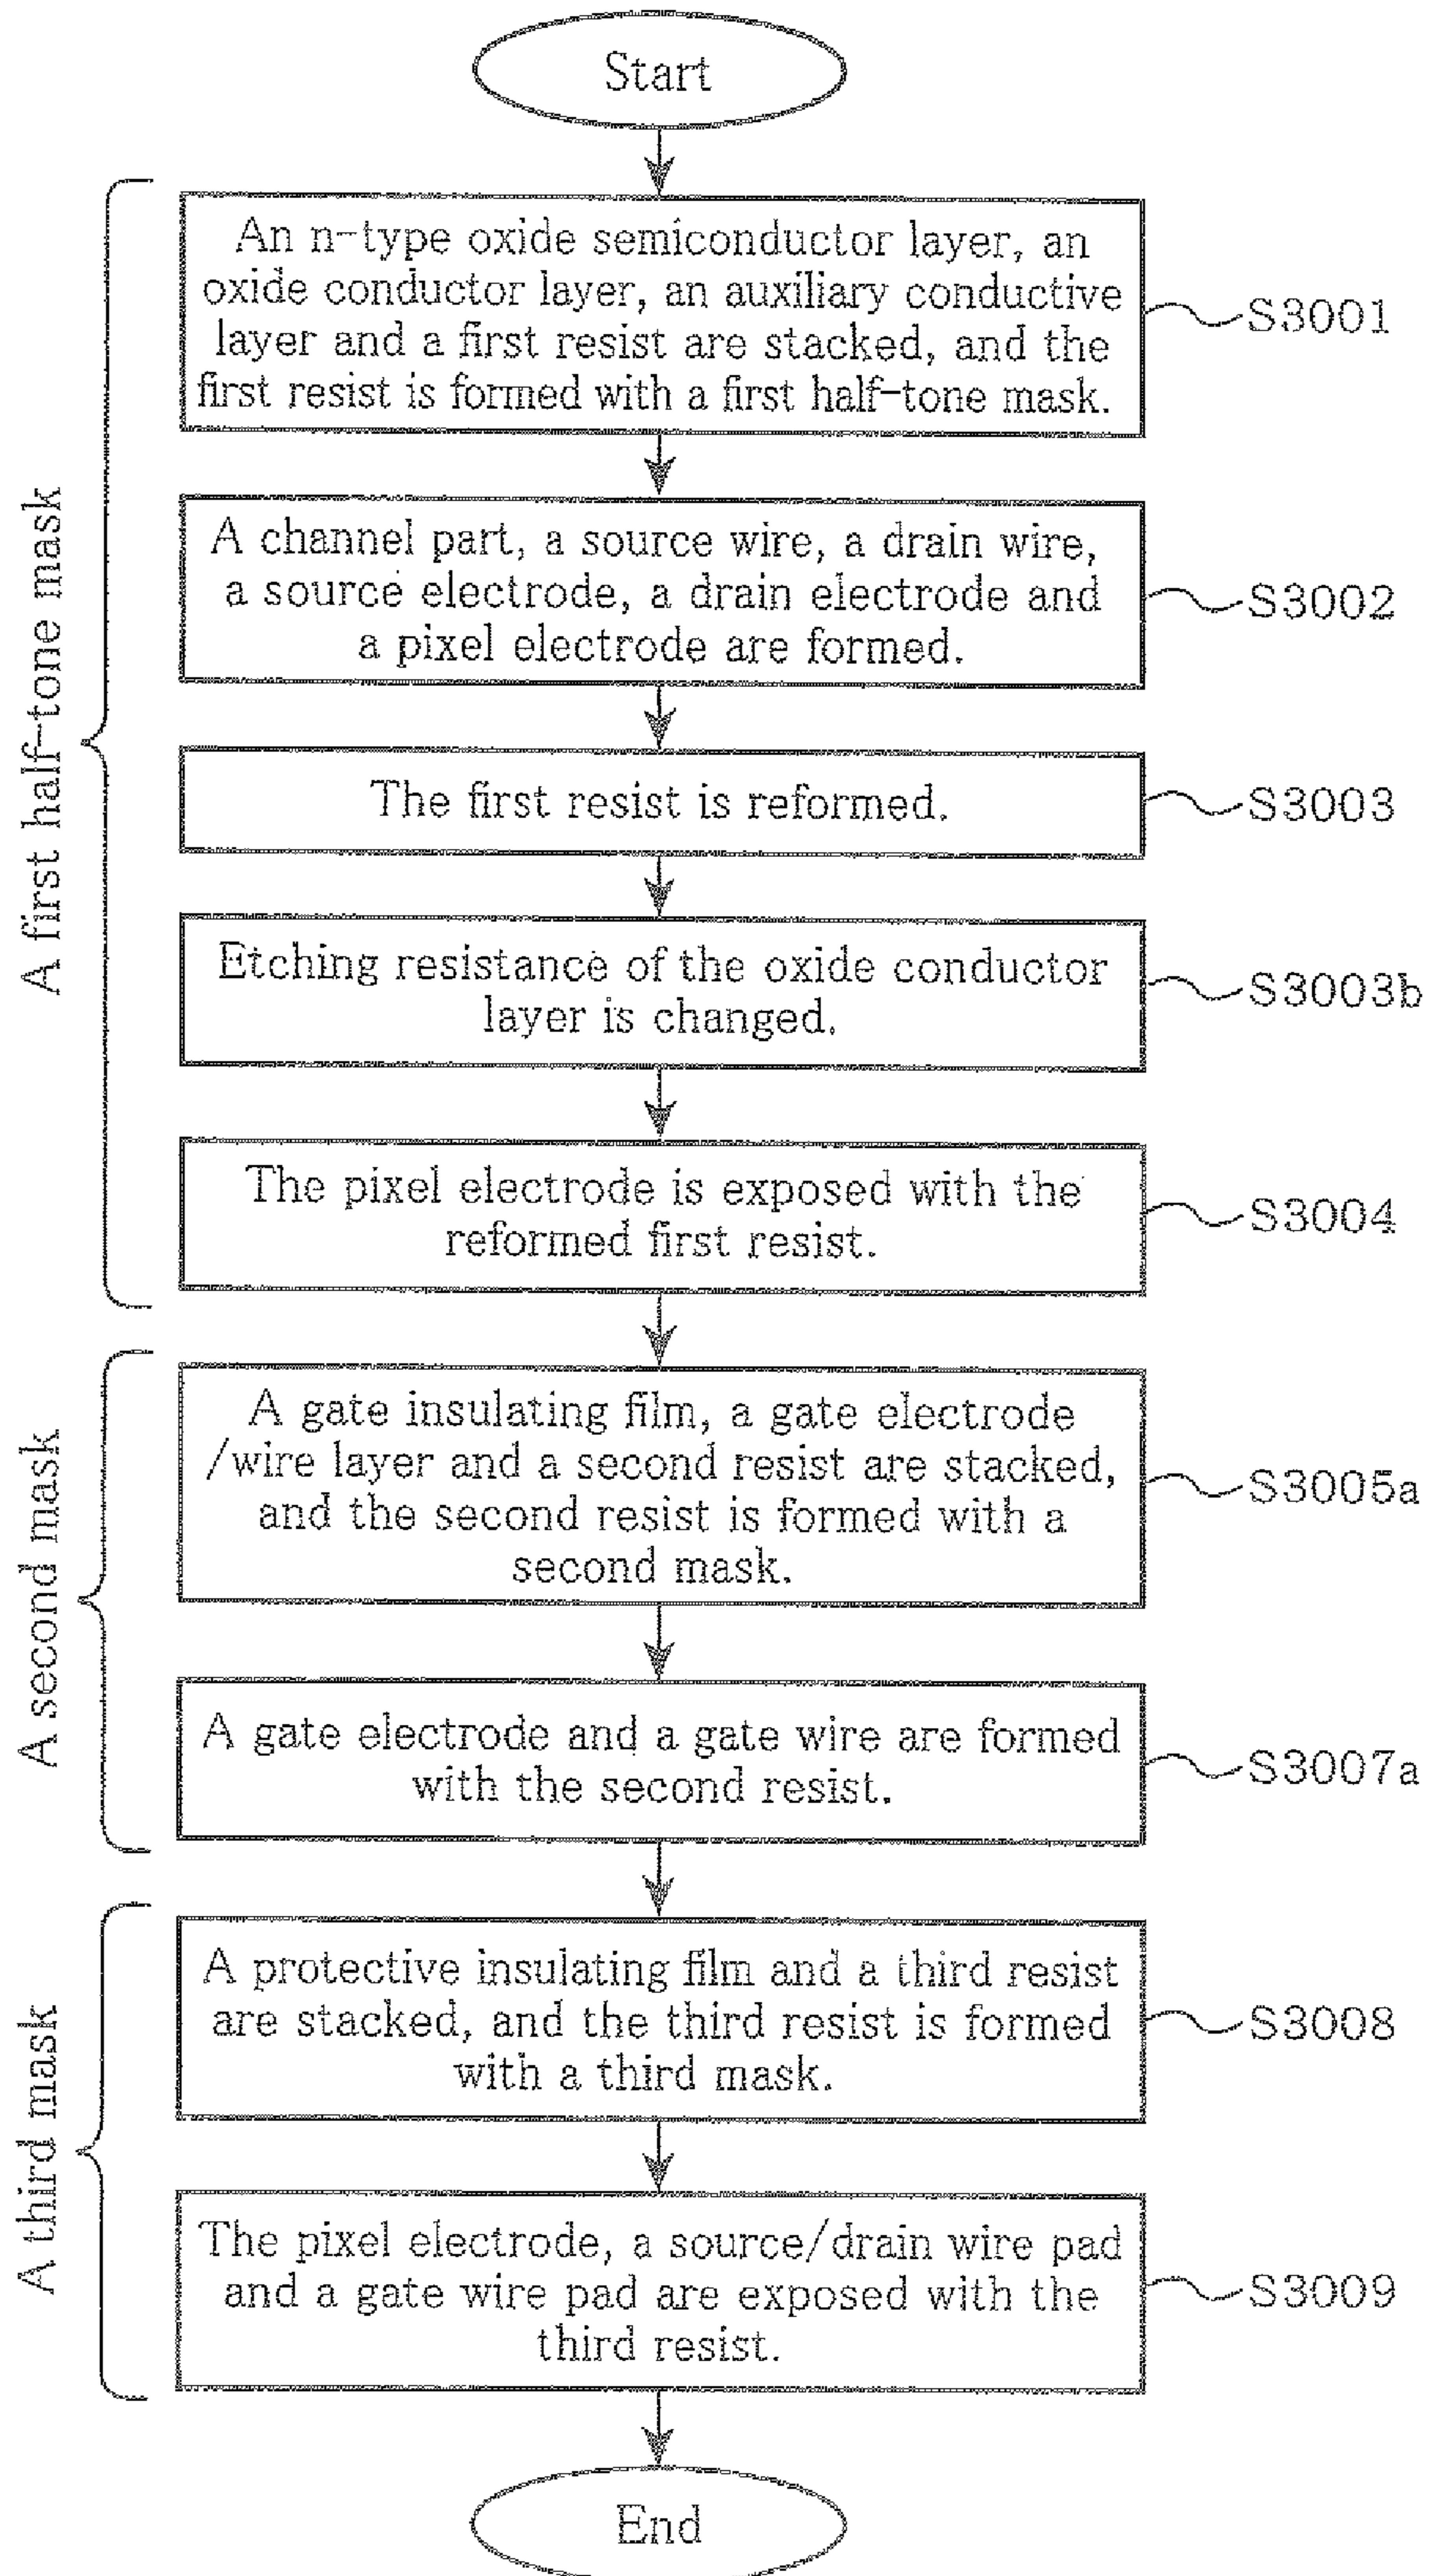 Start
A first half-tone mask
An n-type oxide semiconductor layer, an
oxide conductor layer, an auxiliary conductive
layer and a first resist are stacked, and the
first resist is formed with a first half-tone mask.
S3001
A channel part, a source wire, a drain wire,
a source electrode, a drain electrode and
a pixel electrode are formed.
S3002
The first resist is reformed.
S3003
Etching resistance of the oxide conductor
layer is changed.
S3003b
The pixel electrode is exposed with the
reformed first resist.
S3004
A second mask
A gate insulating film, a gate electrode
/wire layer and a second resist are stacked,
and the second resist is formed with a
second mask.
S3005a
A gate electrode and a gate wire are formed
with the second resist.
S3007a
A third mask
A protective insulating film and a third resist
are stacked, and the third resist is formed
with a third mask.
S3008
The pixel electrode, a source/drain wire pad
and a gate wire pad are exposed with the
third resist.
S3009
End